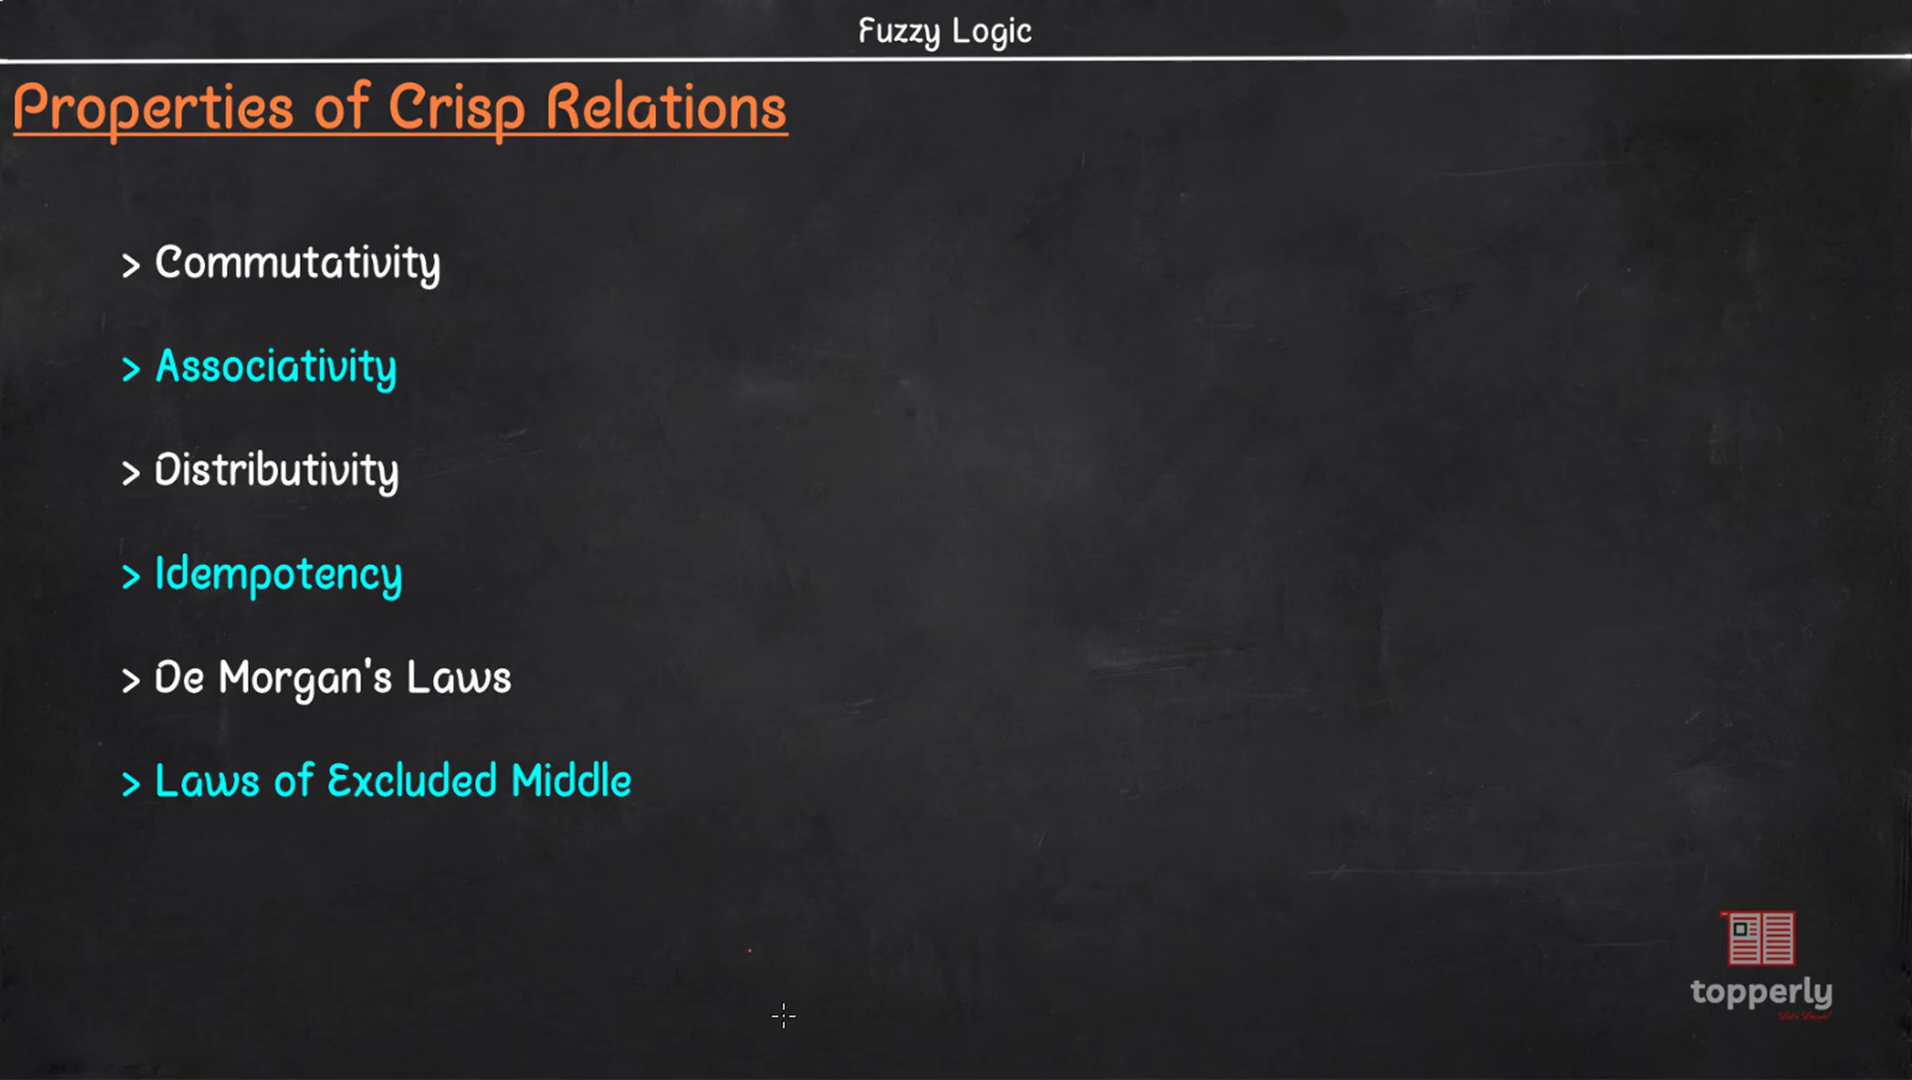 Fuzzy Logic
Properties of Crisp Relations
> Commutativity
> Associativity
> Distributivity
> Idempotency
> De Morgan's Laws
> Laws of Excluded Middle
topperly